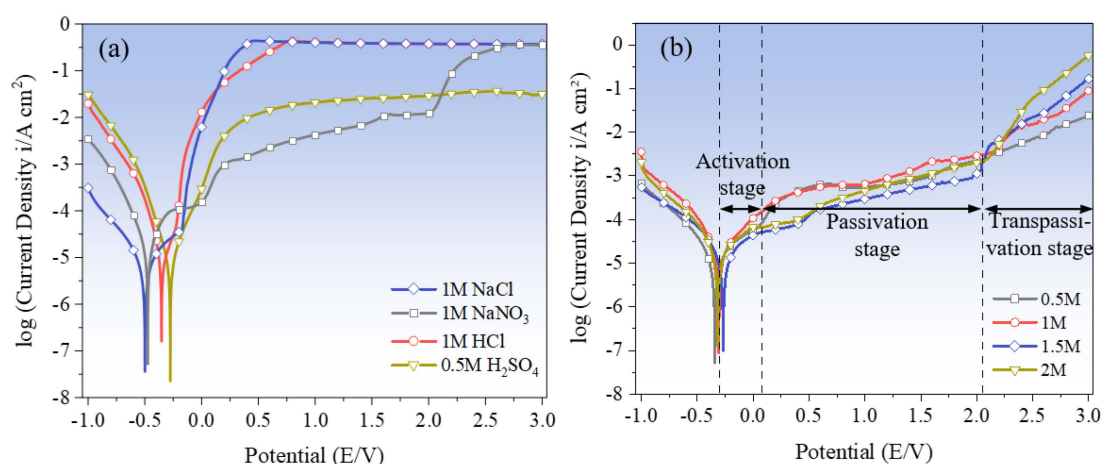 (a)
log (Current Density i/A cm²)
0
-1
-2
-3
-4
-5
-6
-7
-8
1M NaCl
1M NaNO₃
1M HCl
0.5M H₂SO₄
-1.0 -0.5 0.0 0.5 1.0 1.5 2.0 2.5 3.0
Potential (E/V)
(b)
log (Current Density i/A cm²)
0
-1
-2
-3
-4
-5
-6
-7
-8
Activation
stage
Passivation
stage
Transpassi-
vation stage
0.5M
1M
1.5M
2M
-1.0 -0.5 0.0 0.5 1.0 1.5 2.0 2.5 3.0
Potential (E/V)